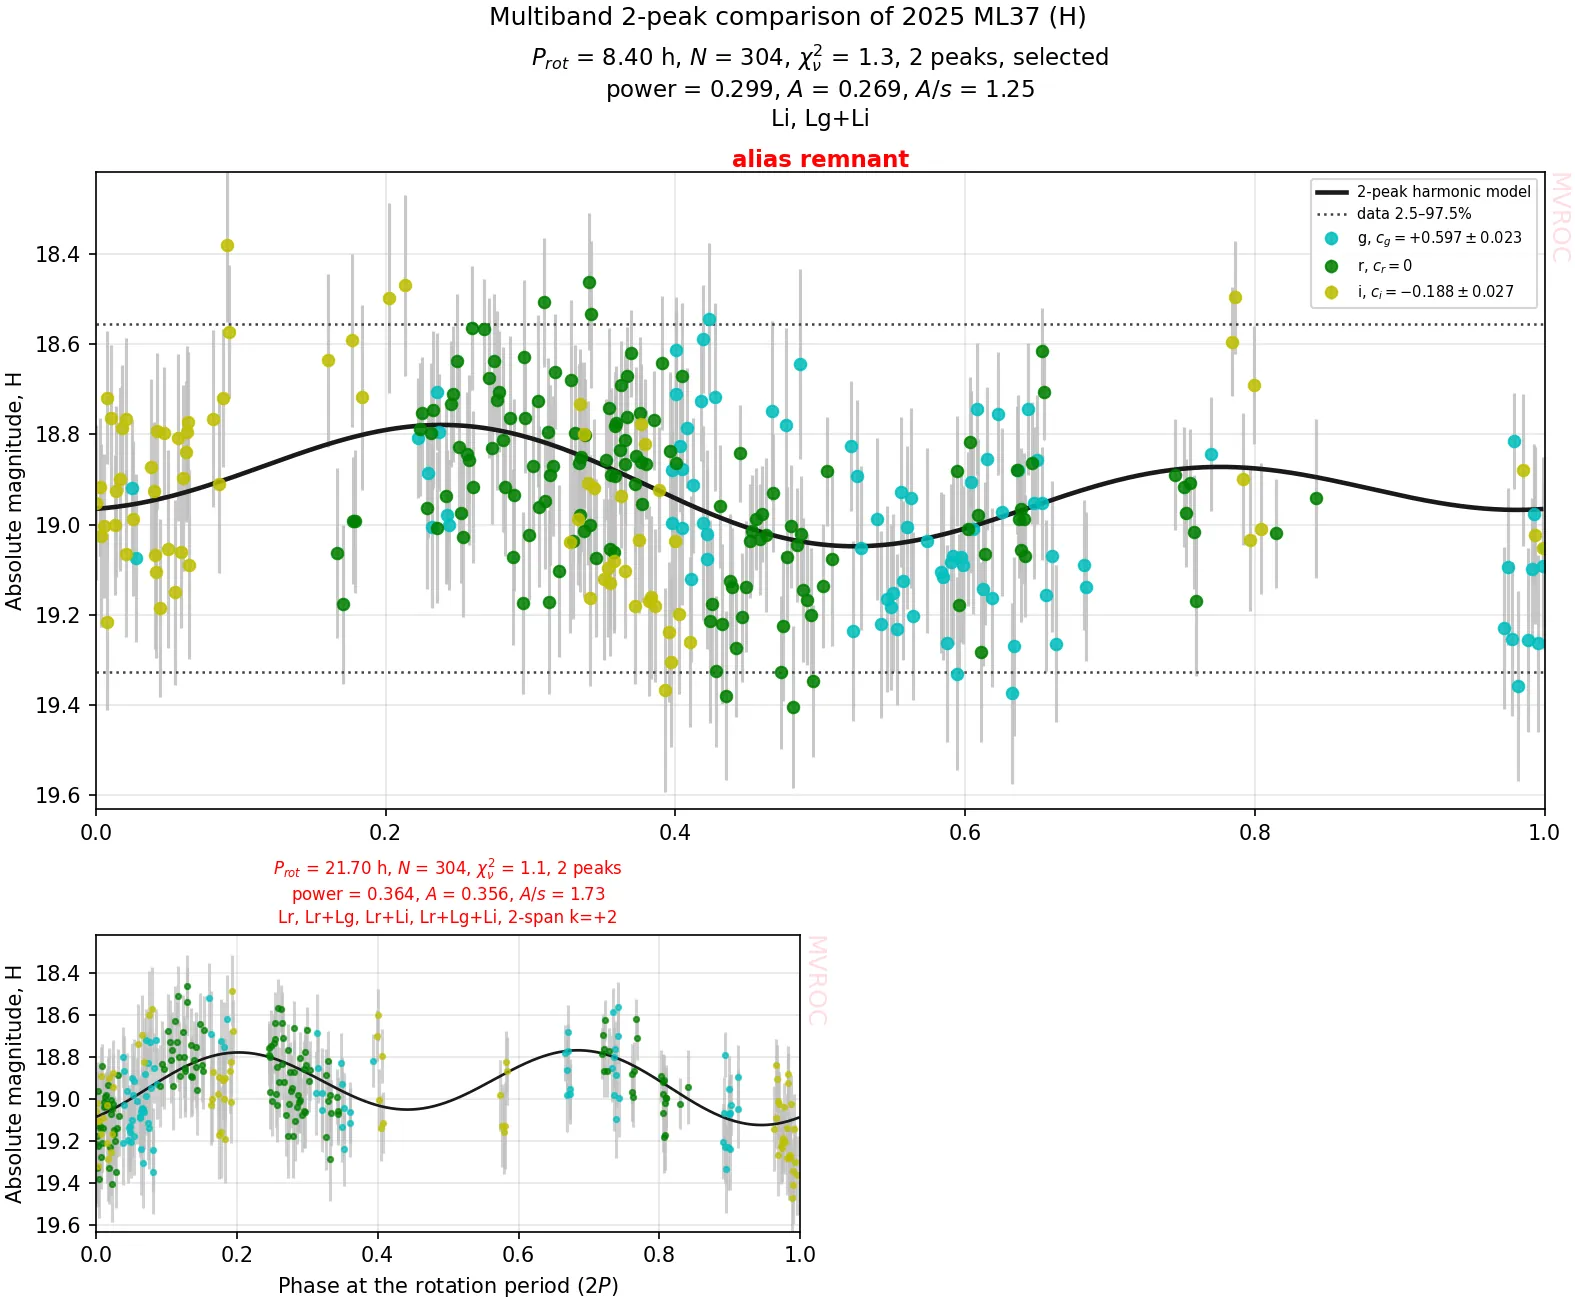 Multiband 2-peak comparison of 2025 ML37 (H)
P_rot = 8.40 h, N = 304, χ²_ν = 1.3, 2 peaks, selected
power = 0.299, A = 0.269, A/s = 1.25
Li, Lg+Li
alias remnant
2-peak harmonic model
data 2.5–97.5%
g, c_g = +0.597 ± 0.023
r, c_r = 0
i, c_i = −0.188 ± 0.027
MVROC
Absolute magnitude, H
18.4
18.6
18.8
19.0
19.2
19.4
19.6
0.0 0.2 0.4 0.6 0.8 1.0
P_rot = 21.70 h, N = 304, χ²_ν = 1.1, 2 peaks
power = 0.364, A = 0.356, A/s = 1.73
Lr, Lr+Lg, Lr+Li, Lr+Lg+Li, 2-span k=+2
MVROC
Absolute magnitude, H
18.4
18.6
18.8
19.0
19.2
19.4
19.6
0.0 0.2 0.4 0.6 0.8 1.0
Phase at the rotation period (2P)